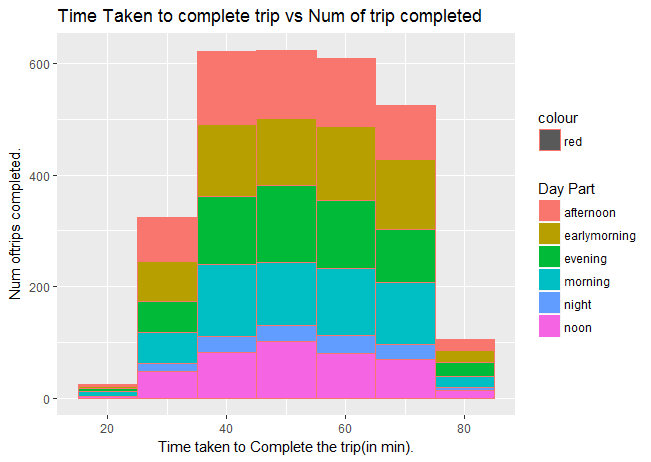 Time Taken to complete trip vs Num of trip completed
600
400
200
0
Num oftrips completed.
20 40 60 80
Time taken to Complete the trip(in min).
colour
red
Day Part
afternoon
earlymorning
evening
morning
night
noon